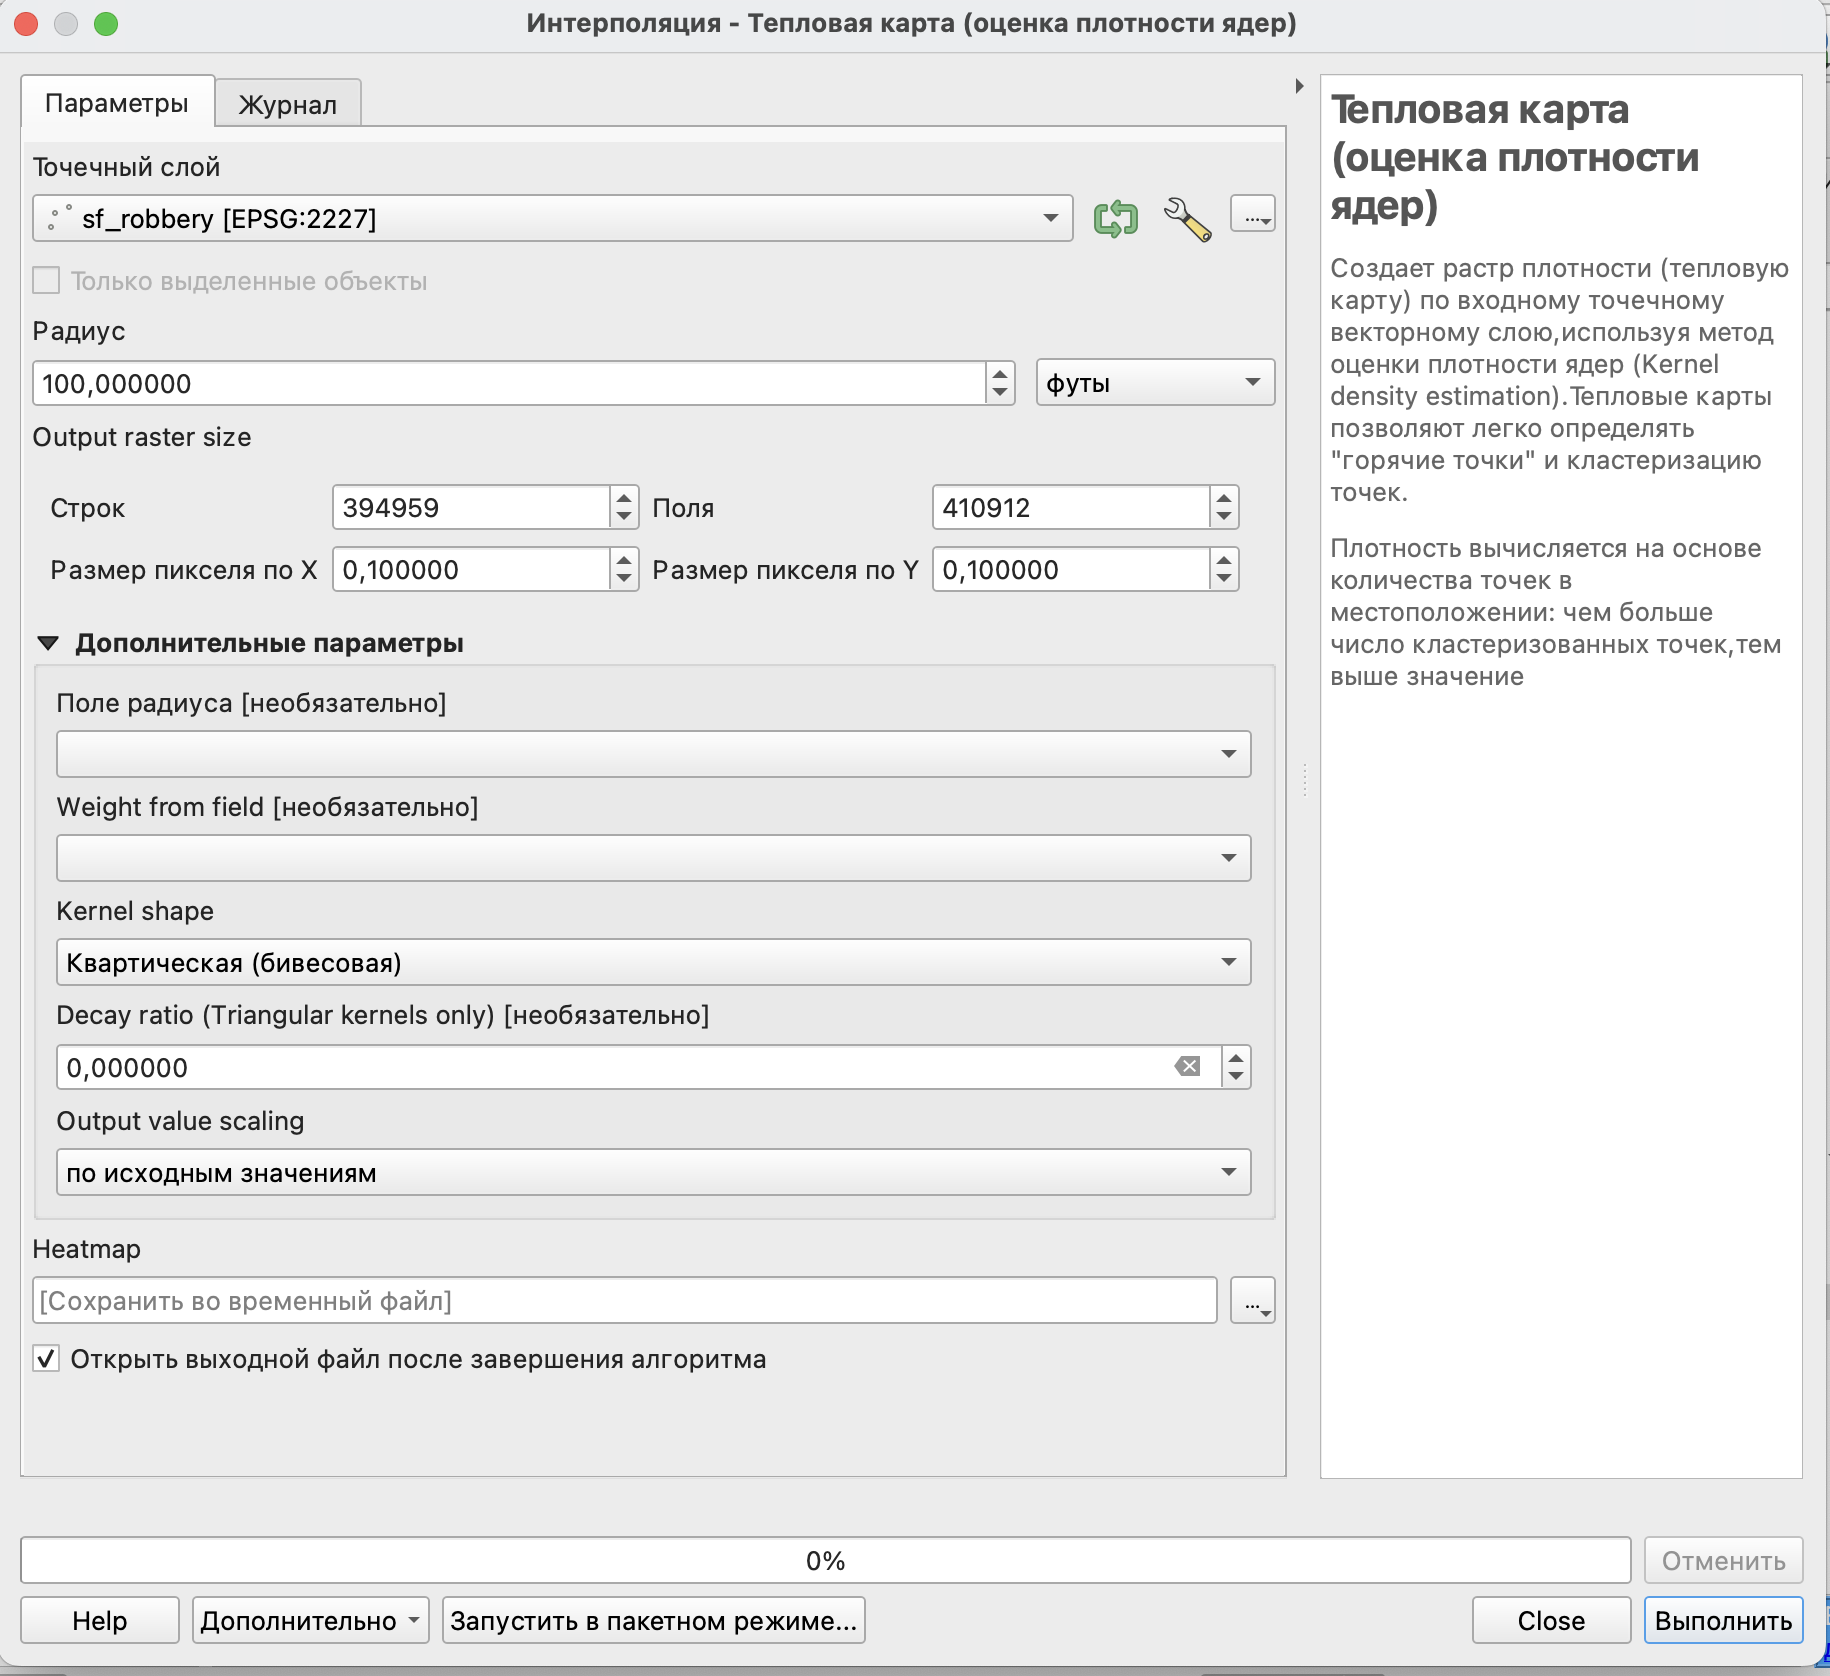 Интерполяция - Тепловая карта (оценка плотности ядер)
Параметры
Журнал
Точечный слой
sf_robbery [EPSG:2227]
...
Только выделенные объекты
Радиус
100,000000
футы
Output raster size
Строк
394959
Поля
410912
Размер пикселя по X
0,100000
Размер пикселя по Y
0,100000
Дополнительные параметры
Поле радиуса [необязательно]
Weight from field [необязательно]
Kernel shape
Квартическая (бивесовая)
Decay ratio (Triangular kernels only) [необязательно]
0,000000
Output value scaling
по исходным значениям
Heatmap
[Сохранить во временный файл]
...
Открыть выходной файл после завершения алгоритма
Тепловая карта
(оценка плотности
ядер)
Создает растр плотности (тепловую
карту) по входному точечному
векторному слою,используя метод
оценки плотности ядер (Kernel
density estimation).Тепловые карты
позволяют легко определять
"горячие точки" и кластеризацию
точек.
Плотность вычисляется на основе
количества точек в
местоположении: чем больше
число кластеризованных точек,тем
выше значение
0%
Отменить
Help
Дополнительно
Запустить в пакетном режиме...
Close
Выполнить